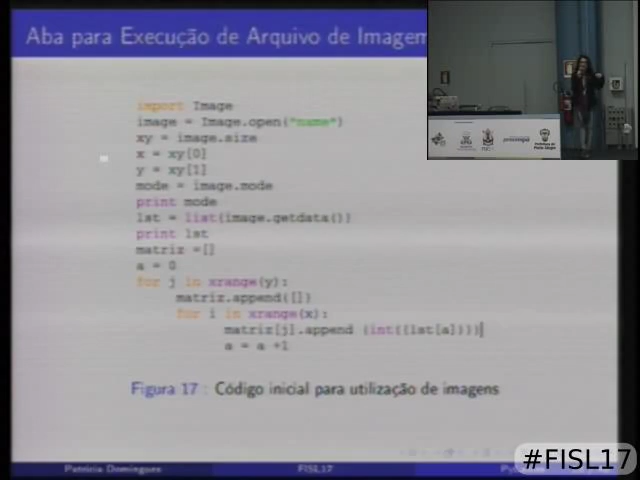 Aba para Execução de Arquivo de Imagem
import Image
image = Image.open("name")
xy = image.size
x = xy[0]
y = xy[1]
mode = image.mode
print mode
lst = list(image.getdata())
print lst
matriz =[]
a = 0
for j in xrange(y):
matriz.append([])
for i in xrange(x):
matriz[j].append (int((lst[a])))
a = a +1
Figura 17 : Código inicial para utilização de imagens
Patrícia Domingues
FISL17
#FISL17